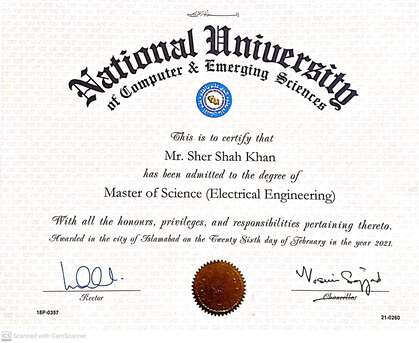 National University
of Computer & Emerging Sciences
This is to certify that
Mr. Sher Shah Khan
has been admitted to the degree of
Master of Science (Electrical Engineering)
With all the honours, privileges, and responsibilities pertaining thereto.
Awarded in the city of Islamabad on the Twenty Sixth day of February in the year 2021.
Rector
Chancellor
18F-0357
21-0260
CS Scanned with CamScanner